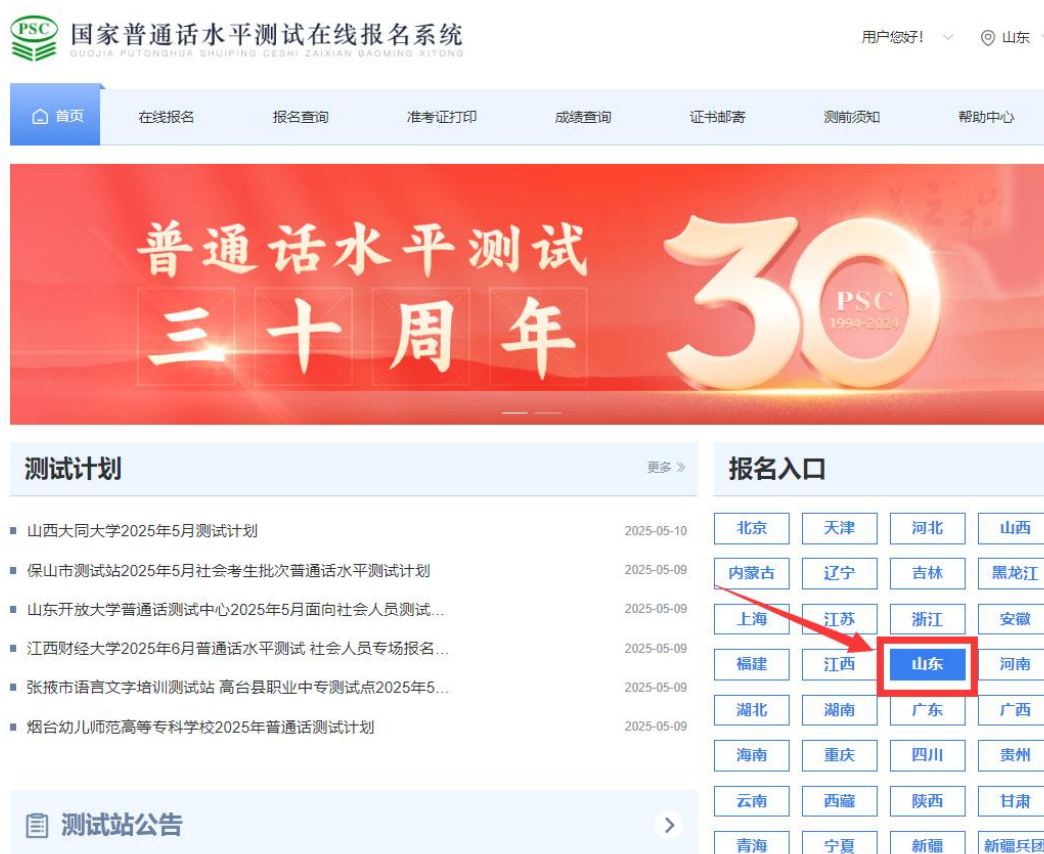 PSC
国家普通话水平测试在线报名系统
GUOJIA PUTONGHUA SHUIPING CESHI ZAIXIAN BAOMING XITONG
用户您好!
山东
首页
在线报名
报名查询
准考证打印
成绩查询
证书邮寄
测前须知
帮助中心
普通话水平测试
三十周年
30
PSC
1994-2024
测试计划
更多
山西大同大学2025年5月测试计划
2025-05-10
保山市测试站2025年5月社会考生批次普通话水平测试计划
2025-05-09
山东开放大学普通话测试中心2025年5月面向社会人员测试...
2025-05-09
江西财经大学2025年6月普通话水平测试 社会人员专场报名...
2025-05-09
张掖市语言文字培训测试站 高台县职业中专测试点2025年5...
2025-05-09
烟台幼儿师范高等专科学校2025年普通话测试计划
2025-05-09
测试站公告
报名入口
北京 天津 河北 山西
内蒙古 辽宁 吉林 黑龙江
上海 江苏 浙江 安徽
福建 江西 山东 河南
湖北 湖南 广东 广西
海南 重庆 四川 贵州
云南 西藏 陕西 甘肃
青海 宁夏 新疆 新疆兵团